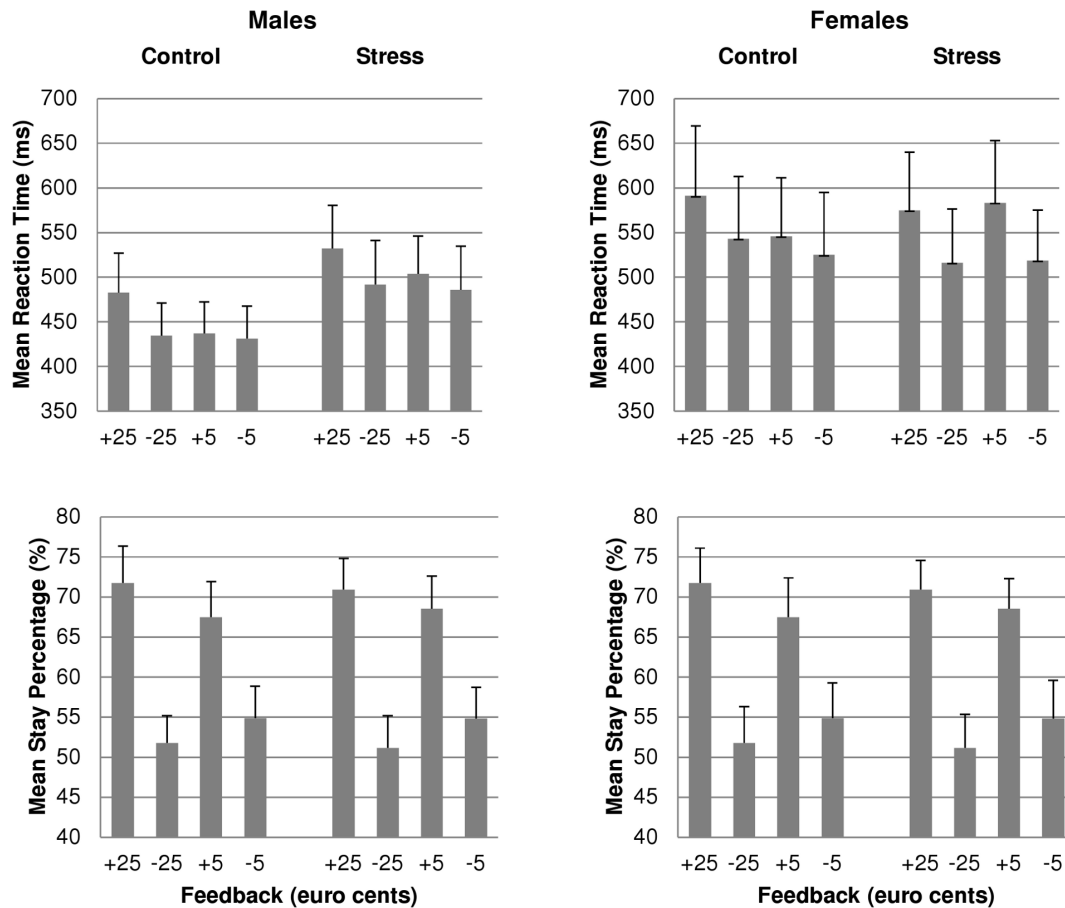 Males
Females
Control Stress
Control Stress
Mean Reaction Time (ms)
700
650
600
550
500
450
400
350
+25 -25 +5 -5 +25 -25 +5 -5
Mean Reaction Time (ms)
700
650
600
550
500
450
400
350
+25 -25 +5 -5 +25 -25 +5 -5
Mean Stay Percentage (%)
80
75
70
65
60
55
50
45
40
+25 -25 +5 -5 +25 -25 +5 -5
Feedback (euro cents)
Mean Stay Percentage (%)
80
75
70
65
60
55
50
45
40
+25 -25 +5 -5 +25 -25 +5 -5
Feedback (euro cents)